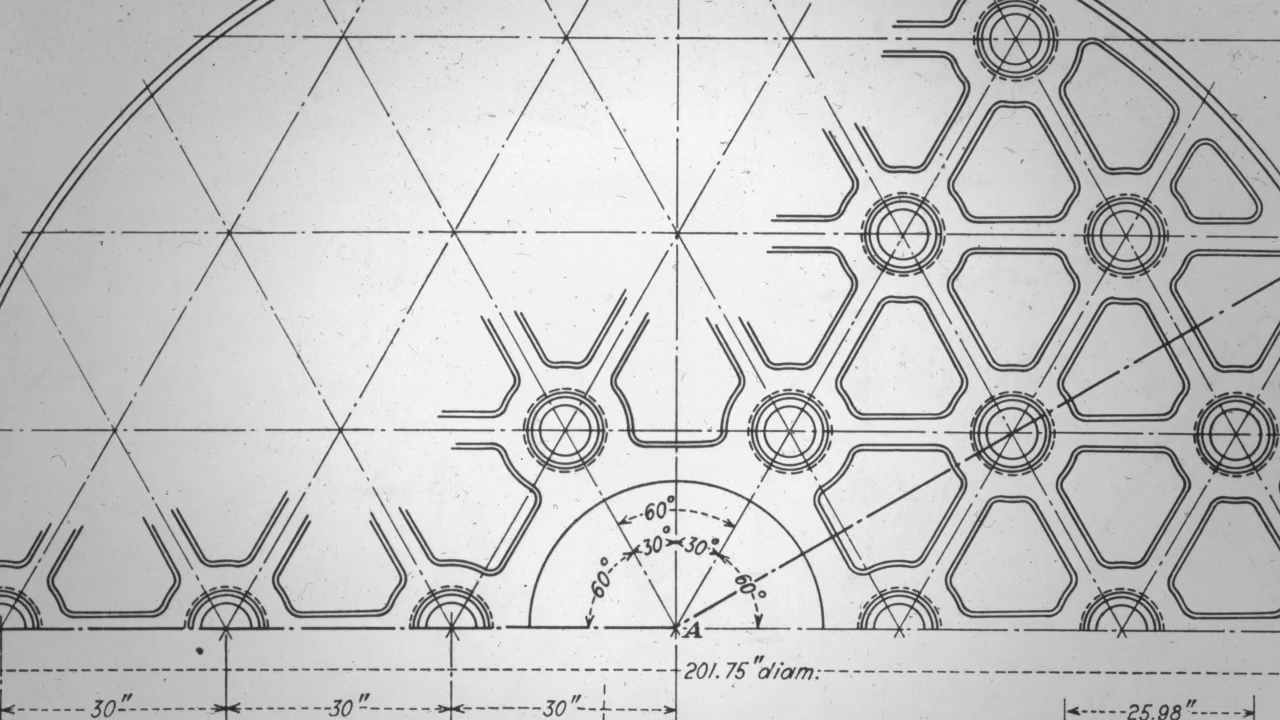 60°
30° 30°
60° 60°
A
201.75" diam.
30" 30" 30" 25.98"